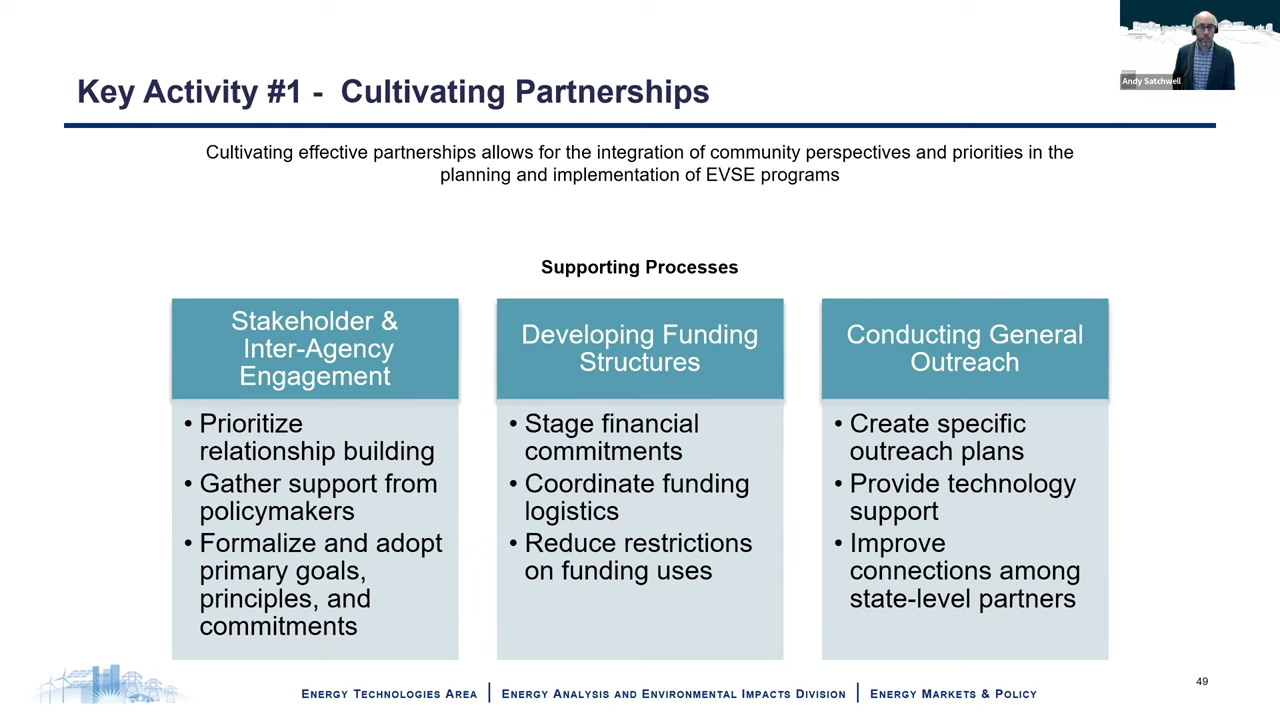 Andy Satchwell
Key Activity #1 - Cultivating Partnerships
Cultivating effective partnerships allows for the integration of community perspectives and priorities in the
planning and implementation of EVSE programs
Supporting Processes
Stakeholder &
Inter-Agency
Engagement
• Prioritize
relationship building
• Gather support from
policymakers
• Formalize and adopt
primary goals,
principles, and
commitments
Developing Funding
Structures
• Stage financial
commitments
• Coordinate funding
logistics
• Reduce restrictions
on funding uses
Conducting General
Outreach
• Create specific
outreach plans
• Provide technology
support
• Improve
connections among
state-level partners
49
ENERGY TECHNOLOGIES AREA | ENERGY ANALYSIS AND ENVIRONMENTAL IMPACTS DIVISION | ENERGY MARKETS & POLICY